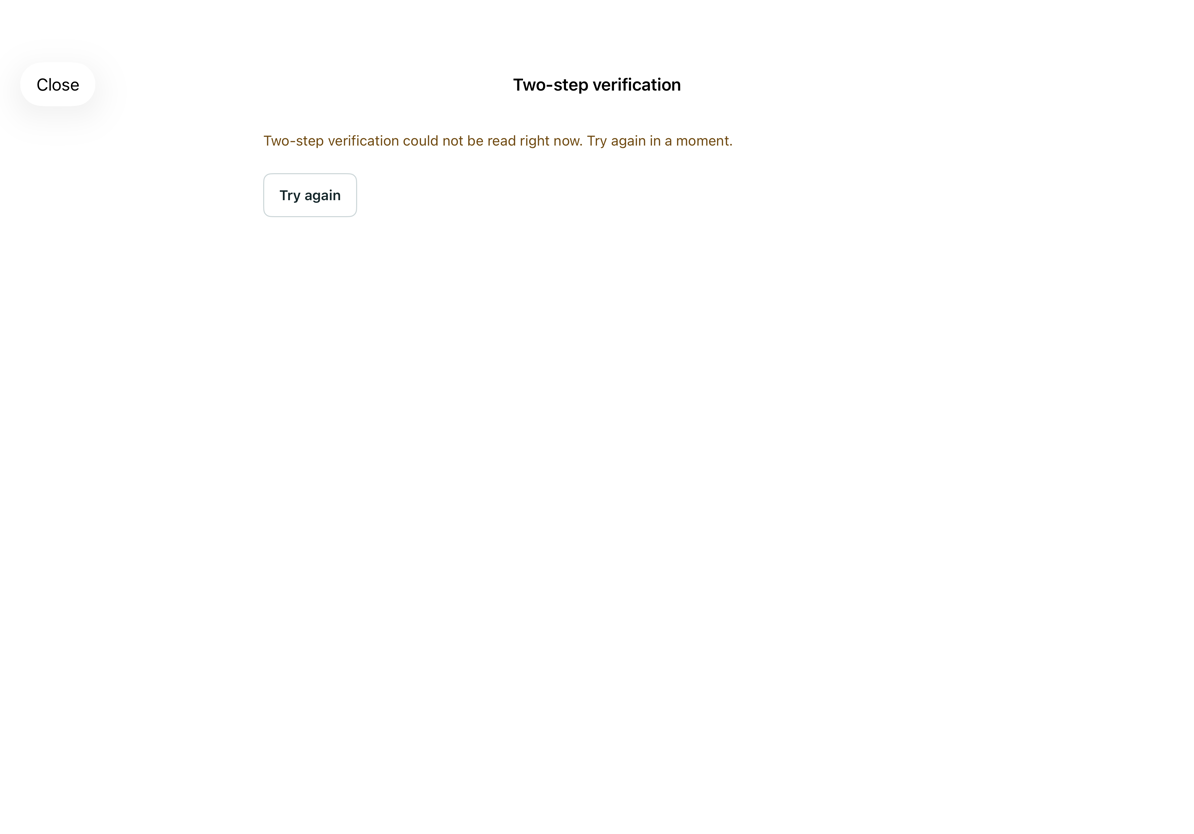 Close
Two-step verification
Two-step verification could not be read right now. Try again in a moment.
Try again